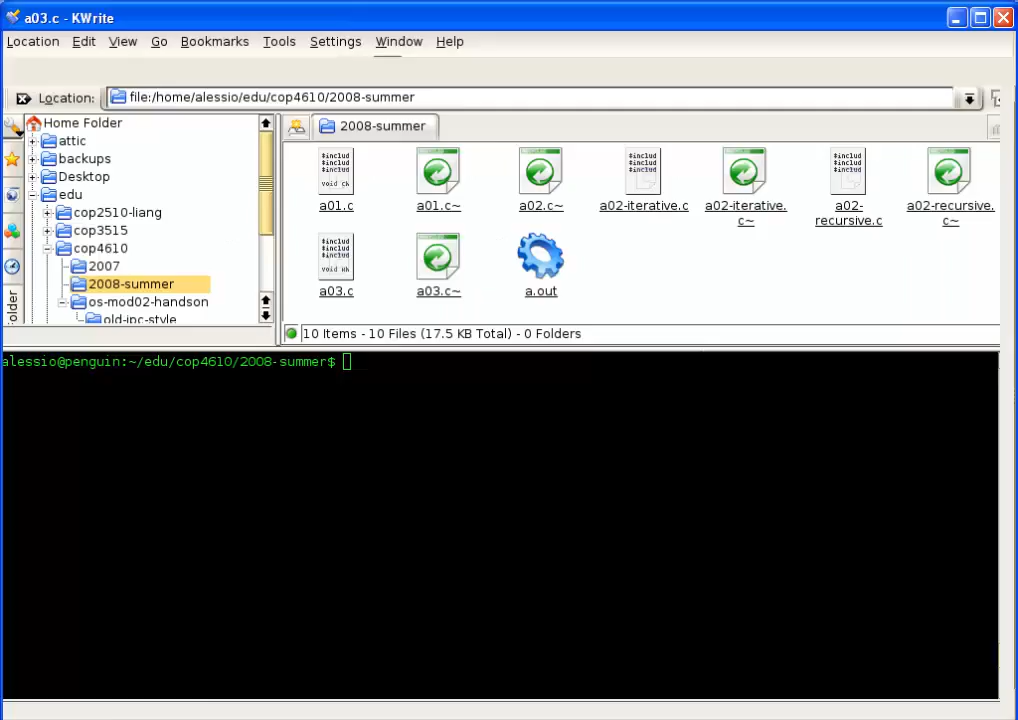 a03.c - KWrite
Location Edit View Go Bookmarks Tools Settings Window Help
Location: file:/home/alessio/edu/cop4610/2008-summer
Home Folder
attic
backups
Desktop
edu
cop2510-liang
cop3515
cop4610
2007
2008-summer
os-mod02-handson
old-ipc-style
older
2008-summer
a01.c
a01.c~
a02.c~
a02-iterative.c
a02-iterative.
c~
a02-
recursive.c
a02-recursive.
c~
a03.c
a03.c~
a.out
10 Items - 10 Files (17.5 KB Total) - 0 Folders
alessio@penguin:~/edu/cop4610/2008-summer$